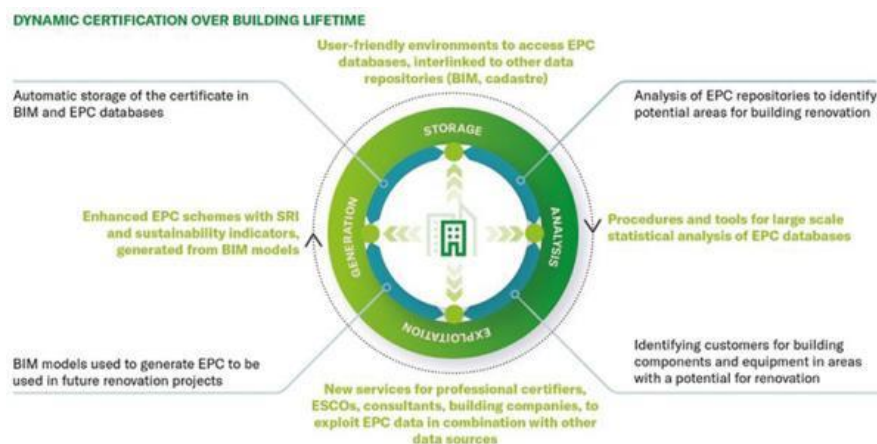 DYNAMIC CERTIFICATION OVER BUILDING LIFETIME
User-friendly environments to access EPC
databases, interlinked to other data
repositories (BIM, cadastre)
Automatic storage of the certificate in
BIM and EPC databases
Analysis of EPC repositories to identify
potential areas for building renovation
STORAGE
Enhanced EPC schemes with SRI
and sustainability indicators,
generated from BIM models
GENERATION
ANALYSIS
Procedures and tools for large scale
statistical analysis of EPC databases
EXPLOITATION
BIM models used to generate EPC to be
used in future renovation projects
Identifying customers for building
components and equipment in areas
with a potential for renovation
New services for professional certifiers,
ESCOs, consultants, building companies, to
exploit EPC data in combination with other
data sources